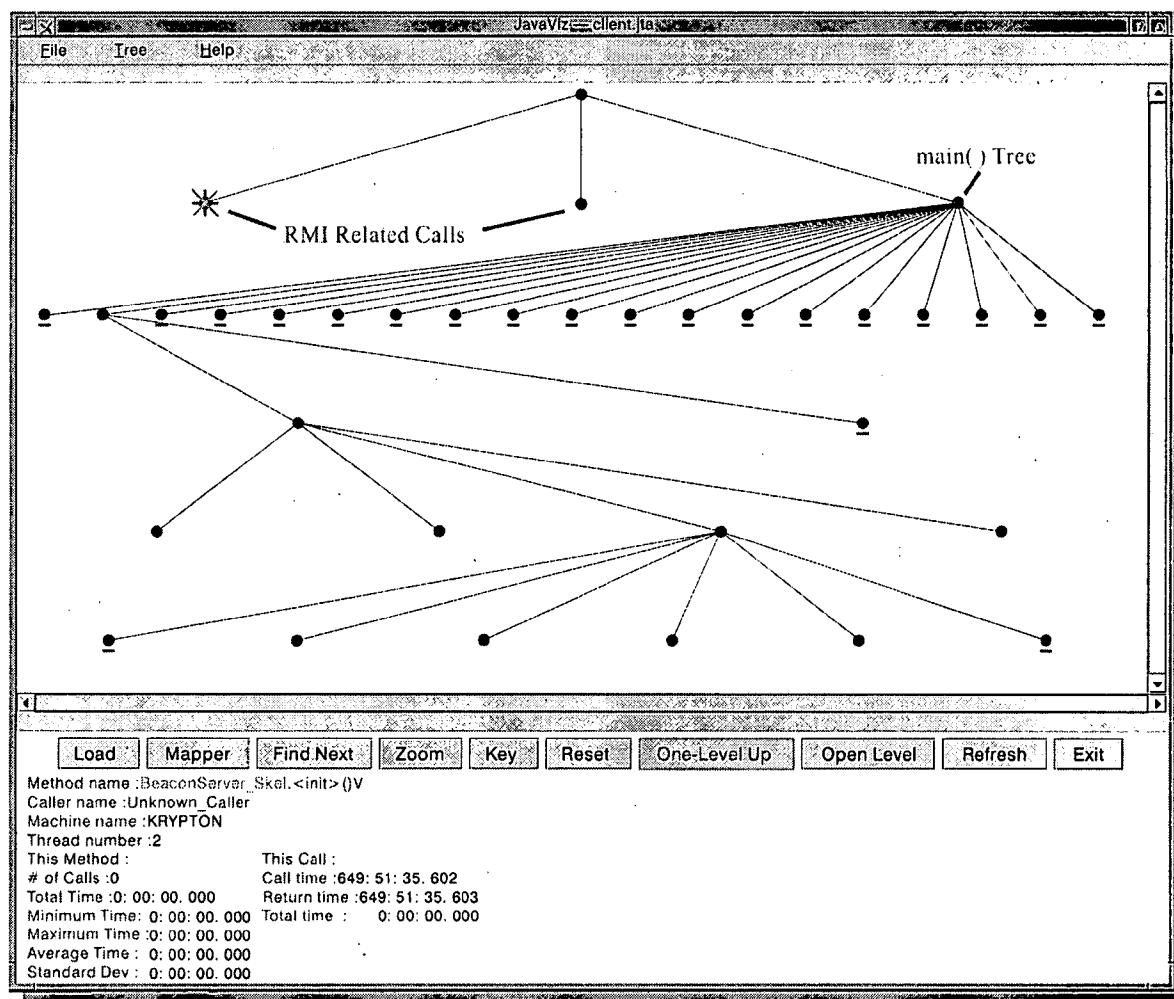 JavaViz client.jta
File Tree Help
main( ) Tree
RMI Related Calls
Load Mapper Find Next Zoom Key Reset One-Level Up Open Level Refresh Exit
Method name :BeaconServer_Skel.<init>()V
Caller name :Unknown_Caller
Machine name :KRYPTON
Thread number :2
This Method : This Call :
# of Calls :0 Call time :649: 51: 35. 602
Total Time :0: 00: 00. 000 Return time :649: 51: 35. 603
Minimum Time: 0: 00: 00. 000 Total time : 0: 00: 00. 000
Maximum Time :0: 00: 00. 000
Average Time : 0: 00: 00. 000
Standard Dev : 0: 00: 00. 000